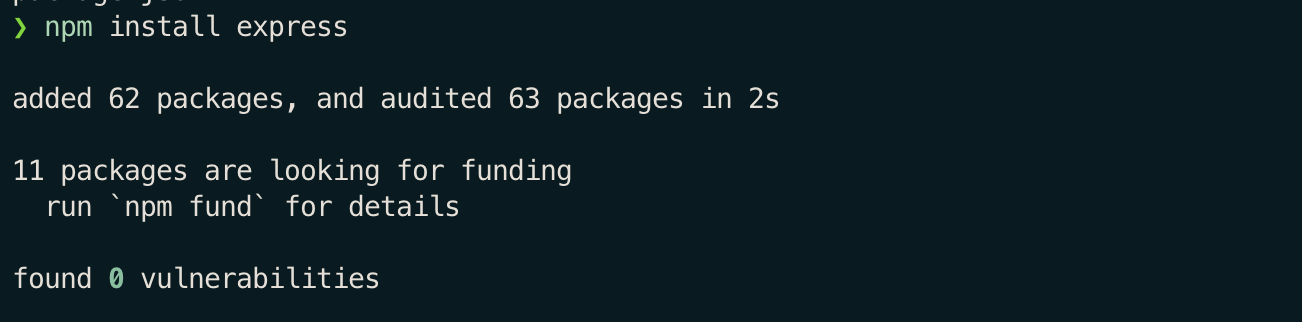 ❯ npm install express
added 62 packages, and audited 63 packages in 2s
11 packages are looking for funding
  run `npm fund` for details
found 0 vulnerabilities